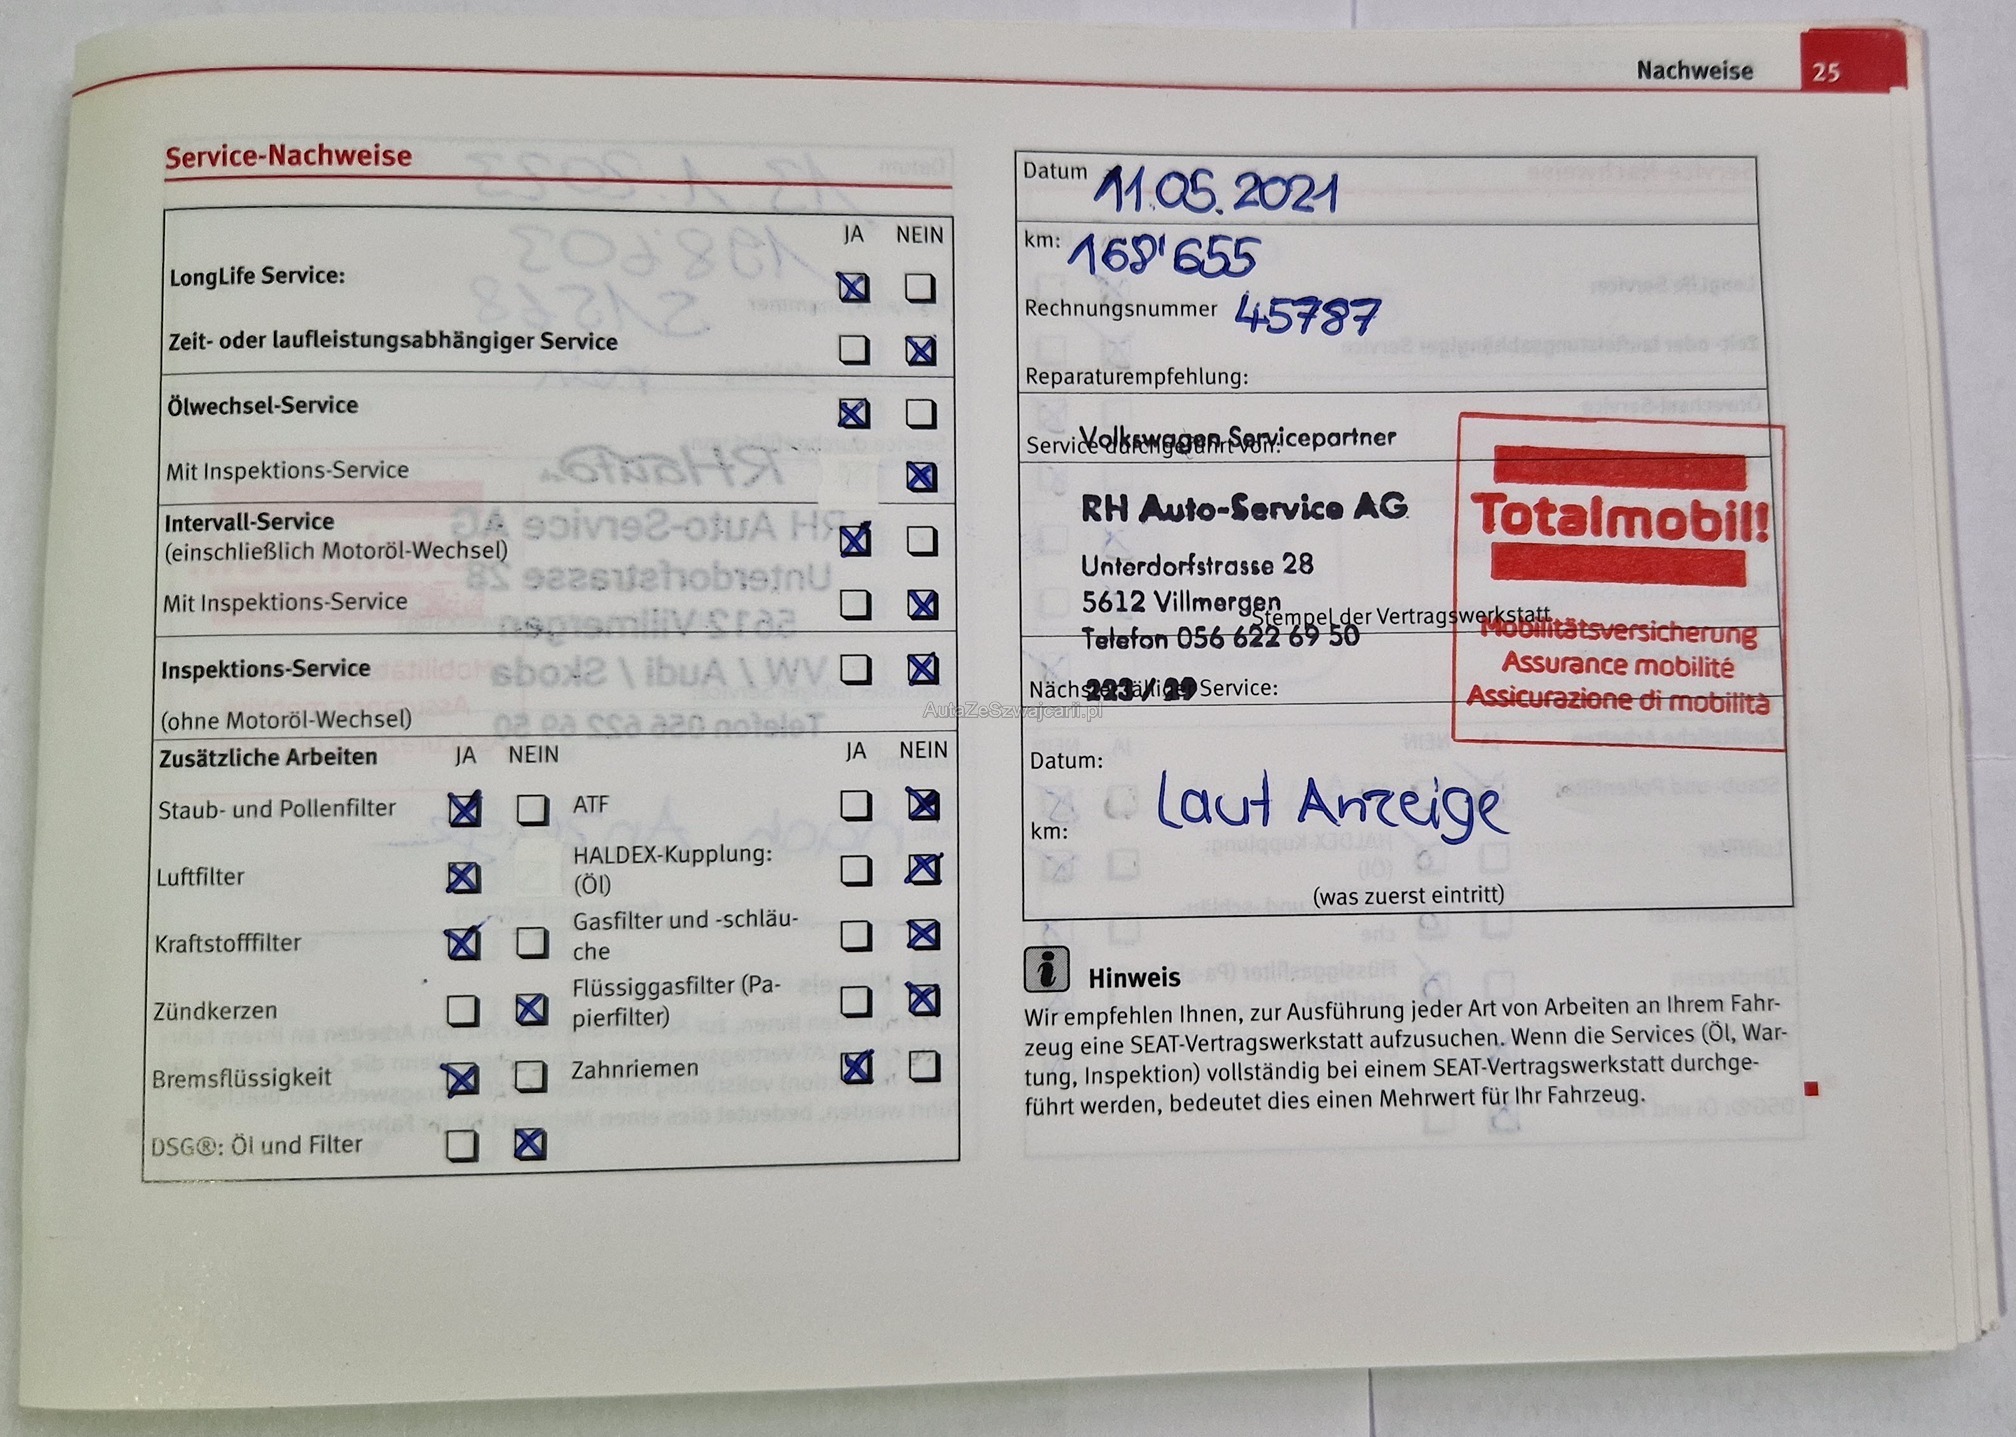 Nachweise 25
Service-Nachweise
JA NEIN
LongLife Service:
Zeit- oder laufleistungsabhängiger Service
Ölwechsel-Service
Mit Inspektions-Service
Intervall-Service
(einschließlich Motoröl-Wechsel)
Mit Inspektions-Service
Inspektions-Service
(ohne Motoröl-Wechsel)
Zusätzliche Arbeiten JA NEIN JA NEIN
Staub- und Pollenfilter ATF
Luftfilter HALDEX-Kupplung:
(Öl)
Kraftstofffilter Gasfilter und -schläu-
che
Zündkerzen Flüssiggasfilter (Pa-
pierfilter)
Bremsflüssigkeit Zahnriemen
DSG®: Öl und Filter
Datum 11.05.2021
km: 168'655
Rechnungsnummer 45787
Reparaturempfehlung:
Volkswagen Servicepartner
Service durchgeführt von:
RH Auto-Service AG
Unterdorfstrasse 28
5612 Villmergen
Stempel der Vertragswerkstatt
Telefon 056 622 69 50
Nächster fälliger Service:
223 / 29
Totalmobil!
Mobilitätsversicherung
Assurance mobilité
Assicurazione di mobilità
AutaZeSzwajcarii.pl
Datum:
Laut Anzeige
km:
(was zuerst eintritt)
i Hinweis
Wir empfehlen Ihnen, zur Ausführung jeder Art von Arbeiten an Ihrem Fahr-
zeug eine SEAT-Vertragswerkstatt aufzusuchen. Wenn die Services (Öl, War-
tung, Inspektion) vollständig bei einem SEAT-Vertragswerkstatt durchge-
führt werden, bedeutet dies einen Mehrwert für Ihr Fahrzeug.